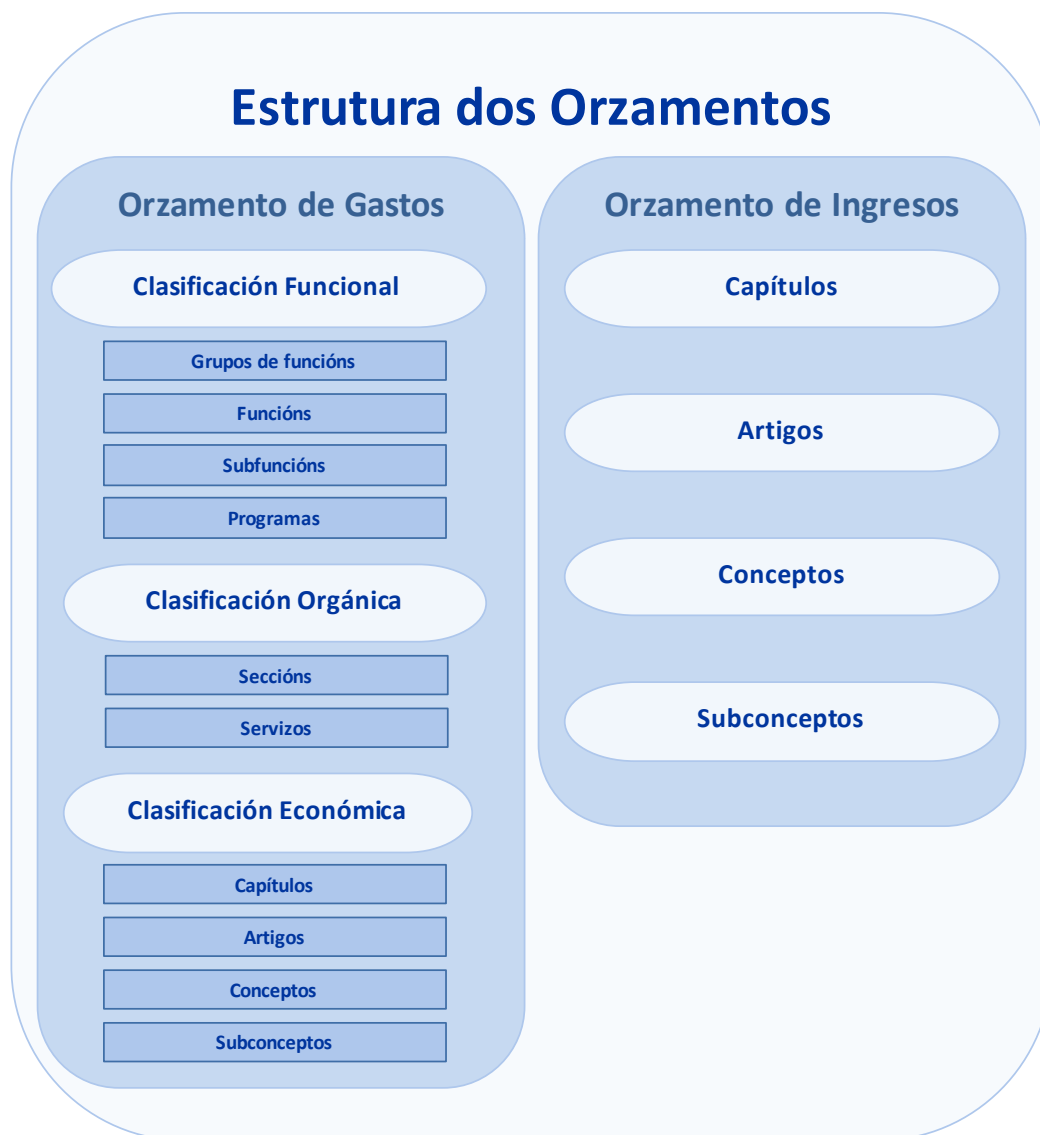 Estrutura dos Orzamentos
Orzamento de Gastos
Clasificación Funcional
Grupos de funcións
Funcións
Subfuncións
Programas
Clasificación Orgánica
Seccións
Servizos
Clasificación Económica
Capítulos
Artigos
Conceptos
Subconceptos
Orzamento de Ingresos
Capítulos
Artigos
Conceptos
Subconceptos